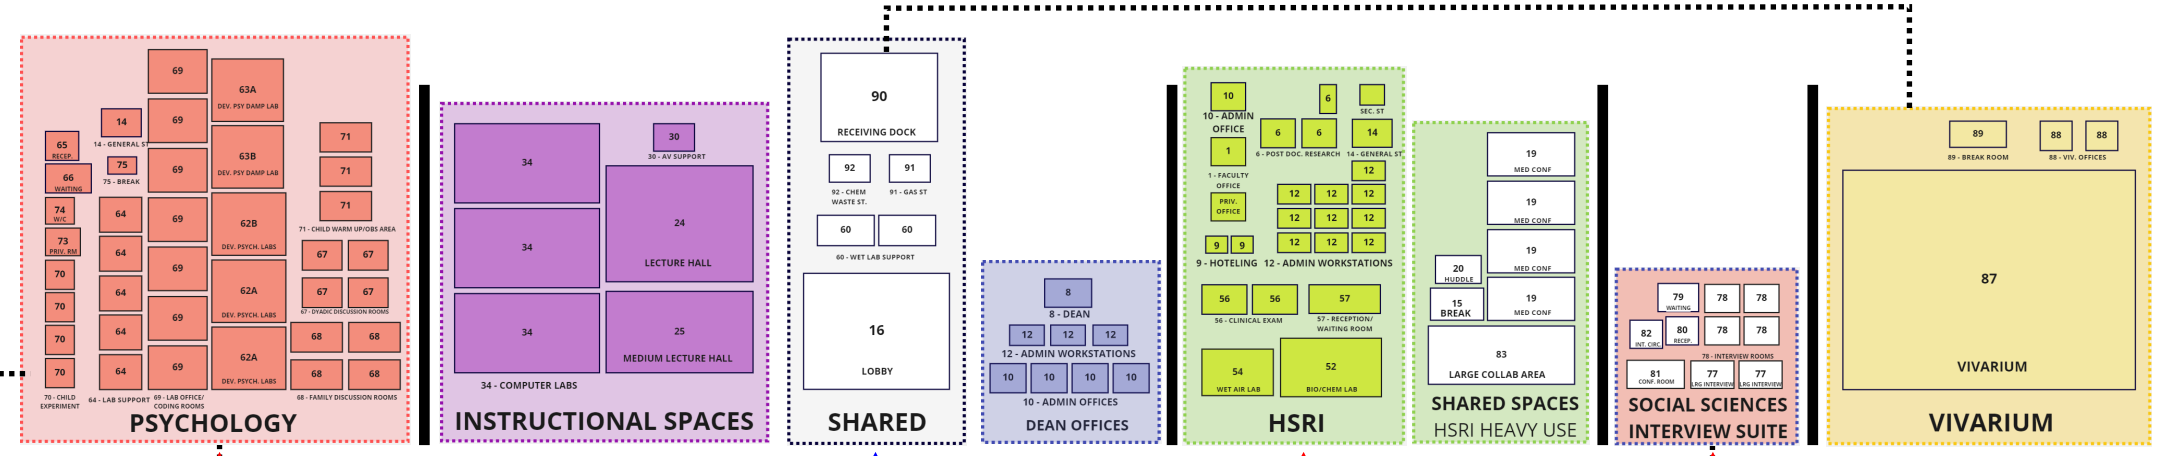 65
RECEP.
66
WAITING
74
W/C
73
PRIV. RM
70
70
70
70
70 - CHILD
EXPERIMENT
14
14 - GENERAL ST
75
75 - BREAK
64
64
64
64
64
64 - LAB SUPPORT
69
69
69
69
69
69
69
69 - LAB OFFICE/
CODING ROOMS
63A
DEV. PSY DAMP LAB
63B
DEV. PSY DAMP LAB
62B
DEV. PSYCH. LABS
62A
DEV. PSYCH. LABS
62A
DEV. PSYCH. LABS
71
71
71
71 - CHILD WARM UP/OBS AREA
67
67
67
67
67 - DYADIC DISCUSSION ROOMS
68
68
68
68
68 - FAMILY DISCUSSION ROOMS
PSYCHOLOGY
34
34
34
34 - COMPUTER LABS
30
30 - AV SUPPORT
24
LECTURE HALL
25
MEDIUM LECTURE HALL
INSTRUCTIONAL SPACES
90
RECEIVING DOCK
92
91
92 - CHEM
WASTE ST.
91 - GAS ST
60
60
60 - WET LAB SUPPORT
16
LOBBY
SHARED
8
8 - DEAN
12
12
12
12 - ADMIN WORKSTATIONS
10
10
10
10
10 - ADMIN OFFICES
DEAN OFFICES
10
10 - ADMIN
OFFICE
1
1 - FACULTY
OFFICE
PRIV.
OFFICE
9
9
9 - HOTELING
6
6
6
6 - POST DOC. RESEARCH
SEC. ST
14
14 - GENERAL ST
12
12
12
12
12
12
12
12
12
12
12 - ADMIN WORKSTATIONS
56
56
56 - CLINICAL EXAM
57
57 - RECEPTION/
WAITING ROOM
54
WET AIR LAB
52
BIO/CHEM LAB
HSRI
19
MED CONF
19
MED CONF
19
MED CONF
19
MED CONF
20
HUDDLE
15
BREAK
83
LARGE COLLAB AREA
SHARED SPACES
HSRI HEAVY USE
79
WAITING
78
78
82
INT. CIRC.
80
RECEP.
78
78
78 - INTERVIEW ROOMS
81
CONF. ROOM
77
LRG INTERVIEW
77
LRG INTERVIEW
SOCIAL SCIENCES
INTERVIEW SUITE
89
89 - BREAK ROOM
88
88
88 - VIV. OFFICES
87
VIVARIUM
VIVARIUM